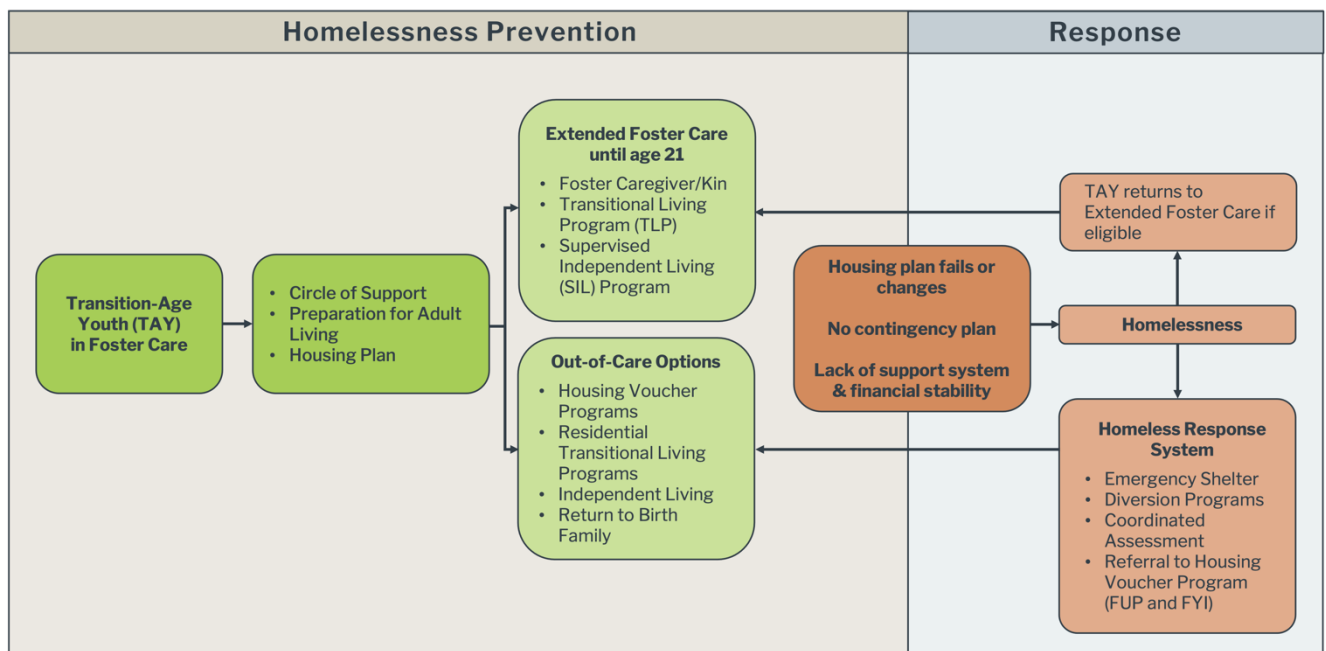 Homelessness Prevention
Response
Transition-Age
Youth (TAY)
in Foster Care
• Circle of Support
• Preparation for Adult
Living
• Housing Plan
Extended Foster Care
until age 21
• Foster Caregiver/Kin
• Transitional Living
Program (TLP)
• Supervised
Independent Living
(SIL) Program
Out-of-Care Options
• Housing Voucher
Programs
• Residential
Transitional Living
Programs
• Independent Living
• Return to Birth
Family
Housing plan fails or
changes
No contingency plan
Lack of support system
& financial stability
TAY returns to
Extended Foster Care if
eligible
Homelessness
Homeless Response
System
• Emergency Shelter
• Diversion Programs
• Coordinated
Assessment
• Referral to Housing
Voucher Program
(FUP and FYI)